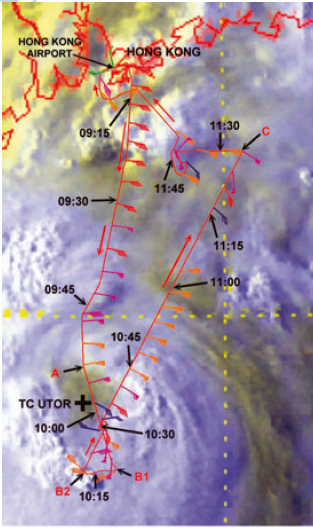 HONG KONG
AIRPORT
HONG KONG
09:15
11:30
C
11:45
09:30
11:15
09:45
11:00
10:45
A
TC UTOR
10:00
10:30
B2
10:15
B1